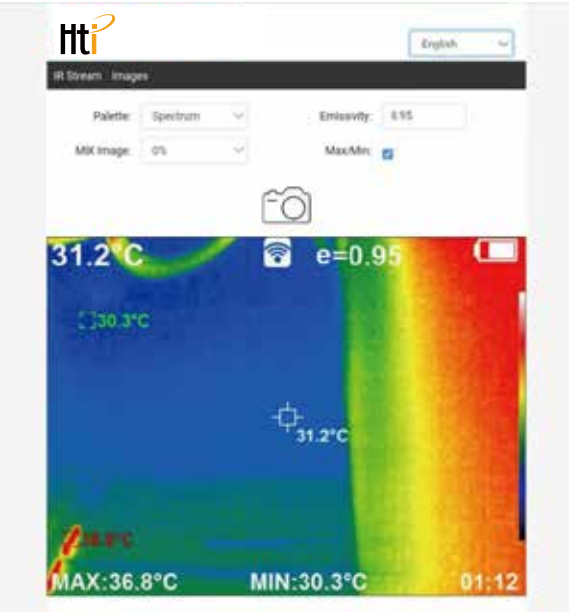 Hti
English
IR Stream Images
Palette: Spectrum Emissivity: 0.95
MIX Image: 0% Max/Min:
31.2°C e=0.95
30.3°C
31.2°C
MAX:36.8°C MIN:30.3°C 01:12